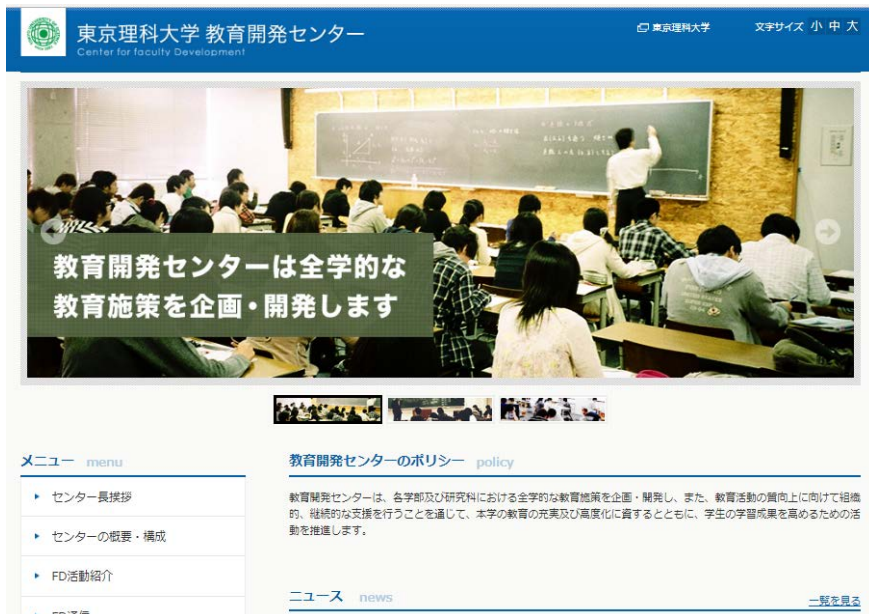 東京理科大学 教育開発センター
Center for faculty Development
東京理科大学
文字サイズ 小 中 大
教育開発センターは全学的な
教育施策を企画・開発します
メニュー menu
センター長挨拶
センターの概要・構成
FD活動紹介
教育開発センターのポリシー policy
教育開発センターは、各学部及び研究科における全学的な教育施策を企画・開発し、また、教育活動の質向上に向けて組織
的、継続的な支援を行うことを通じて、本学の教育の充実及び高度化に資するとともに、学生の学習成果を高めるための活
動を推進します。
ニュース news
一覧を見る